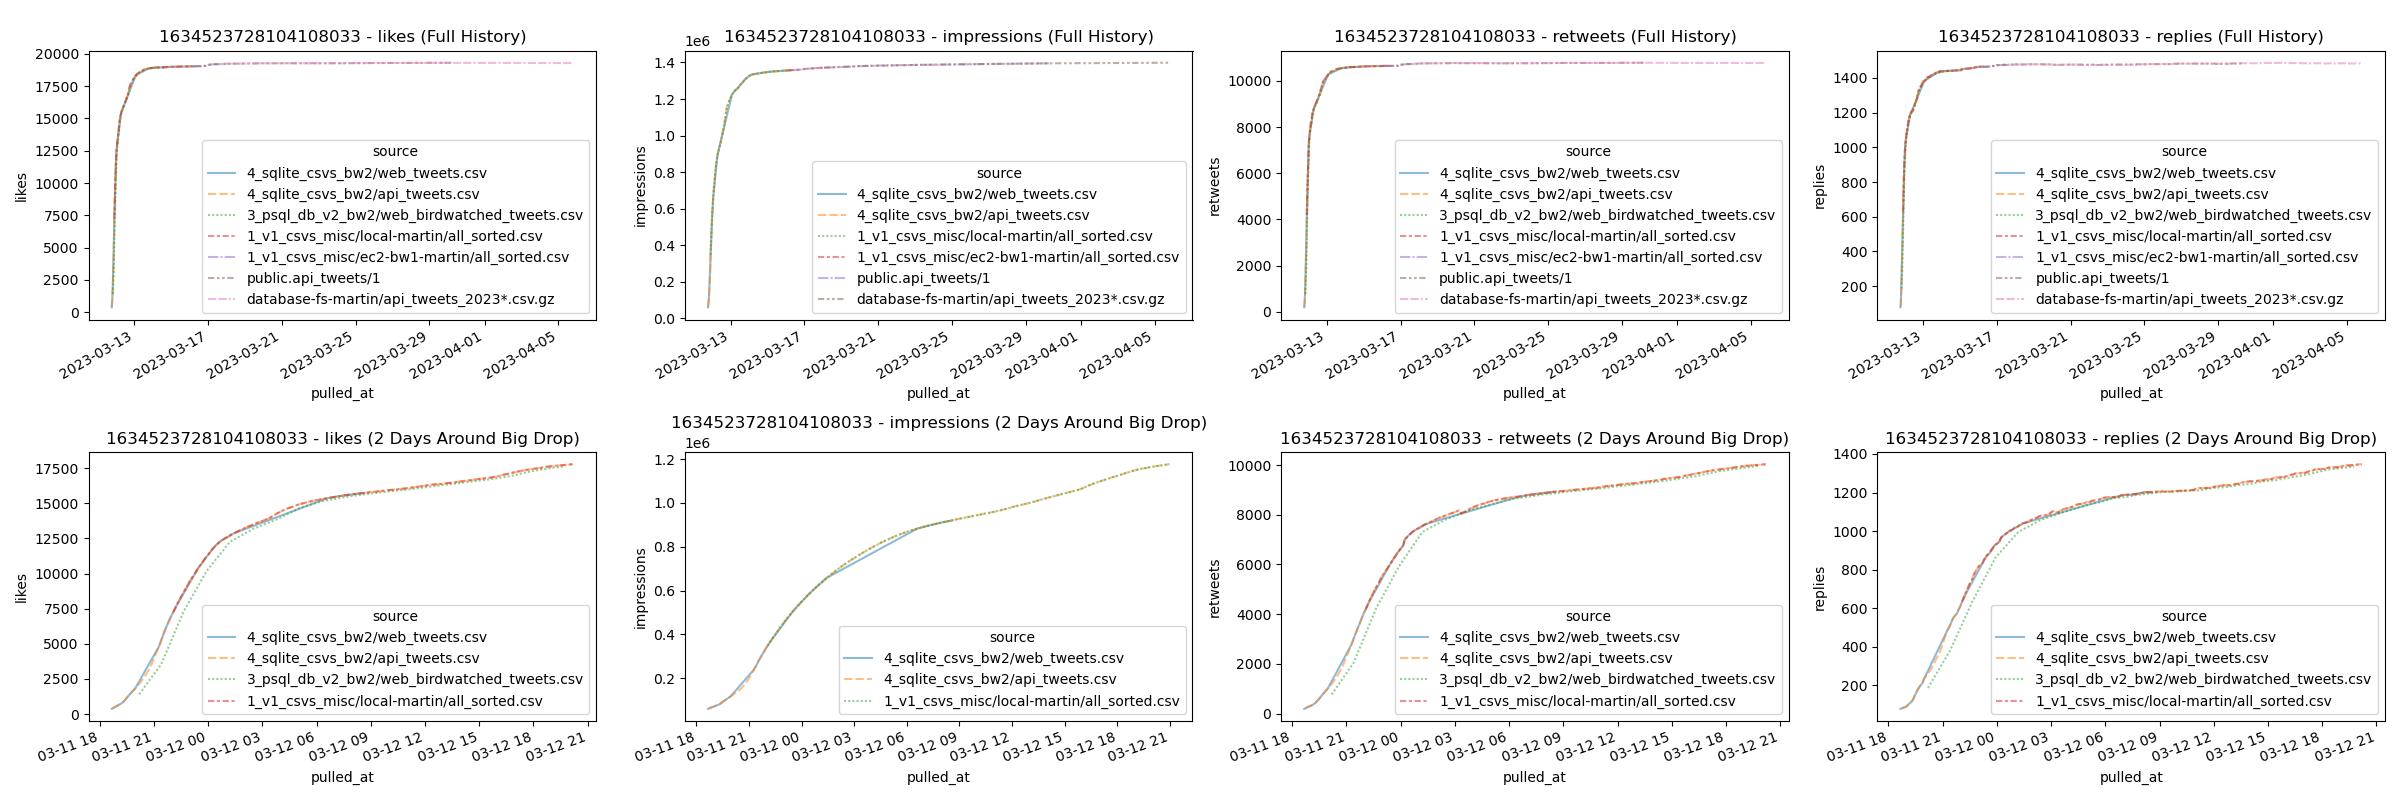 1634523728104108033 - likes (Full History)
20000
17500
15000
12500
10000
7500
5000
2500
0
likes
source
4_sqlite_csvs_bw2/web_tweets.csv
4_sqlite_csvs_bw2/api_tweets.csv
3_psql_db_v2_bw2/web_birdwatched_tweets.csv
1_v1_csvs_misc/local-martin/all_sorted.csv
1_v1_csvs_misc/ec2-bw1-martin/all_sorted.csv
public.api_tweets/1
database-fs-martin/api_tweets_2023*.csv.gz
2023-03-13
2023-03-17
2023-03-21
2023-03-25
2023-03-29
2023-04-01
2023-04-05
pulled_at
1634523728104108033 - impressions (Full History)
1e6
1.4
1.2
1.0
0.8
0.6
0.4
0.2
0.0
impressions
source
4_sqlite_csvs_bw2/web_tweets.csv
4_sqlite_csvs_bw2/api_tweets.csv
1_v1_csvs_misc/local-martin/all_sorted.csv
1_v1_csvs_misc/ec2-bw1-martin/all_sorted.csv
public.api_tweets/1
database-fs-martin/api_tweets_2023*.csv.gz
2023-03-13
2023-03-17
2023-03-21
2023-03-25
2023-03-29
2023-04-01
2023-04-05
pulled_at
1634523728104108033 - retweets (Full History)
10000
8000
6000
4000
2000
0
retweets
source
4_sqlite_csvs_bw2/web_tweets.csv
4_sqlite_csvs_bw2/api_tweets.csv
3_psql_db_v2_bw2/web_birdwatched_tweets.csv
1_v1_csvs_misc/local-martin/all_sorted.csv
1_v1_csvs_misc/ec2-bw1-martin/all_sorted.csv
public.api_tweets/1
database-fs-martin/api_tweets_2023*.csv.gz
2023-03-13
2023-03-17
2023-03-21
2023-03-25
2023-03-29
2023-04-01
2023-04-05
pulled_at
1634523728104108033 - replies (Full History)
1400
1200
1000
800
600
400
200
replies
source
4_sqlite_csvs_bw2/web_tweets.csv
4_sqlite_csvs_bw2/api_tweets.csv
3_psql_db_v2_bw2/web_birdwatched_tweets.csv
1_v1_csvs_misc/local-martin/all_sorted.csv
1_v1_csvs_misc/ec2-bw1-martin/all_sorted.csv
public.api_tweets/1
database-fs-martin/api_tweets_2023*.csv.gz
2023-03-13
2023-03-17
2023-03-21
2023-03-25
2023-03-29
2023-04-01
2023-04-05
pulled_at
1634523728104108033 - likes (2 Days Around Big Drop)
17500
15000
12500
10000
7500
5000
2500
0
likes
source
4_sqlite_csvs_bw2/web_tweets.csv
4_sqlite_csvs_bw2/api_tweets.csv
3_psql_db_v2_bw2/web_birdwatched_tweets.csv
1_v1_csvs_misc/local-martin/all_sorted.csv
03-11 18
03-11 21
03-12 00
03-12 03
03-12 06
03-12 09
03-12 12
03-12 15
03-12 18
03-12 21
pulled_at
1634523728104108033 - impressions (2 Days Around Big Drop)
1e6
1.2
1.0
0.8
0.6
0.4
0.2
impressions
source
4_sqlite_csvs_bw2/web_tweets.csv
4_sqlite_csvs_bw2/api_tweets.csv
1_v1_csvs_misc/local-martin/all_sorted.csv
03-11 18
03-11 21
03-12 00
03-12 03
03-12 06
03-12 09
03-12 12
03-12 15
03-12 18
03-12 21
pulled_at
1634523728104108033 - retweets (2 Days Around Big Drop)
10000
8000
6000
4000
2000
0
retweets
source
4_sqlite_csvs_bw2/web_tweets.csv
4_sqlite_csvs_bw2/api_tweets.csv
3_psql_db_v2_bw2/web_birdwatched_tweets.csv
1_v1_csvs_misc/local-martin/all_sorted.csv
03-11 18
03-11 21
03-12 00
03-12 03
03-12 06
03-12 09
03-12 12
03-12 15
03-12 18
03-12 21
pulled_at
1634523728104108033 - replies (2 Days Around Big Drop)
1400
1200
1000
800
600
400
200
replies
source
4_sqlite_csvs_bw2/web_tweets.csv
4_sqlite_csvs_bw2/api_tweets.csv
3_psql_db_v2_bw2/web_birdwatched_tweets.csv
1_v1_csvs_misc/local-martin/all_sorted.csv
03-11 18
03-11 21
03-12 00
03-12 03
03-12 06
03-12 09
03-12 12
03-12 15
03-12 18
03-12 21
pulled_at